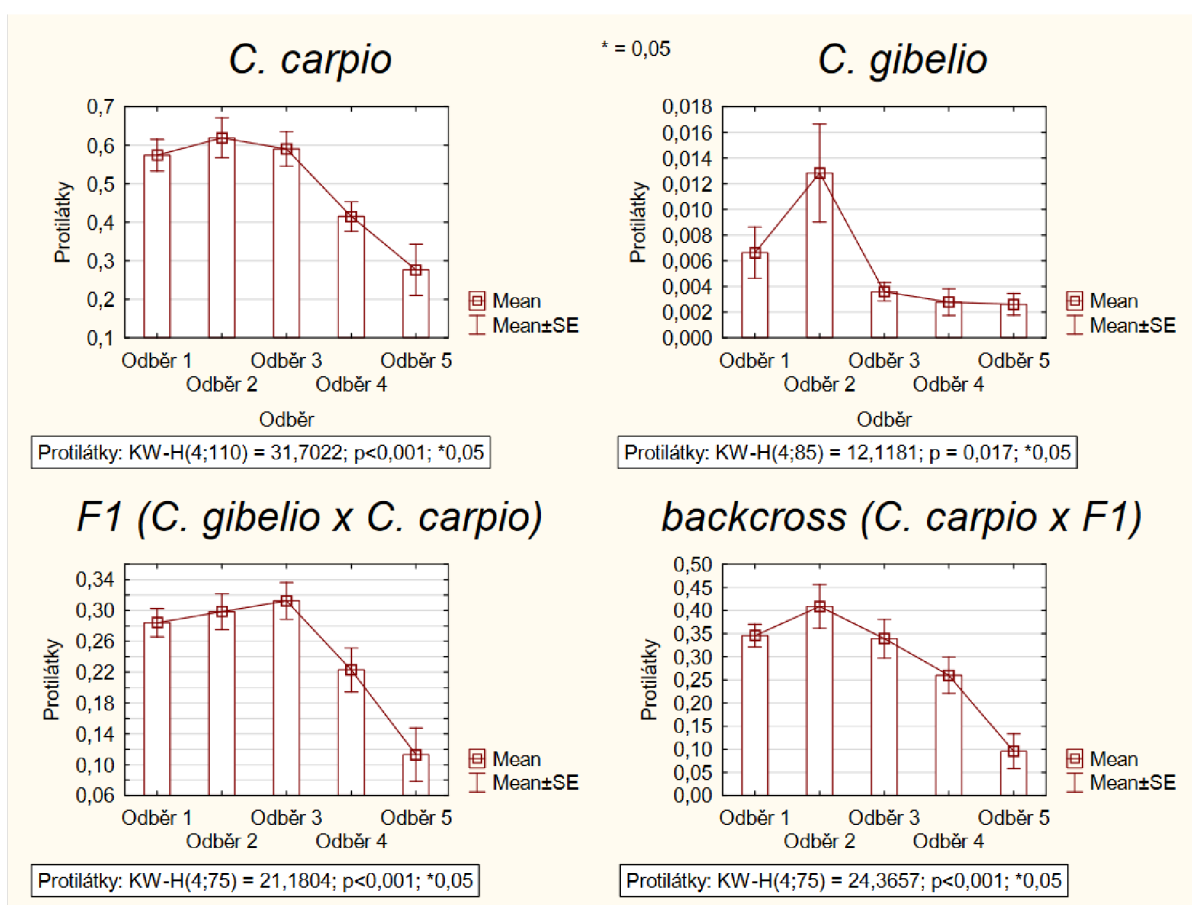 C. carpio
* = 0,05
C. gibelio
0,7
0,6
0,5
0,4
0,3
0,2
0,1
Protilátky
Odběr 1
Odběr 2
Odběr 3
Odběr 4
Odběr 5
Odběr
Mean
Mean±SE
Protilátky: KW-H(4;110) = 31,7022; p<0,001; *0,05
0,018
0,016
0,014
0,012
0,010
0,008
0,006
0,004
0,002
0,000
Protilátky
Odběr 1
Odběr 2
Odběr 3
Odběr 4
Odběr 5
Odběr
Mean
Mean±SE
Protilátky: KW-H(4;85) = 12,1181; p = 0,017; *0,05
F1 (C. gibelio x C. carpio)
0,34
0,30
0,26
0,22
0,18
0,14
0,10
0,06
Protilátky
Odběr 1
Odběr 2
Odběr 3
Odběr 4
Odběr 5
Mean
Mean±SE
Protilátky: KW-H(4;75) = 21,1804; p<0,001; *0,05
backcross (C. carpio x F1)
0,50
0,45
0,40
0,35
0,30
0,25
0,20
0,15
0,10
0,05
0,00
Protilátky
Odběr 1
Odběr 2
Odběr 3
Odběr 4
Odběr 5
Mean
Mean±SE
Protilátky: KW-H(4;75) = 24,3657; p<0,001; *0,05